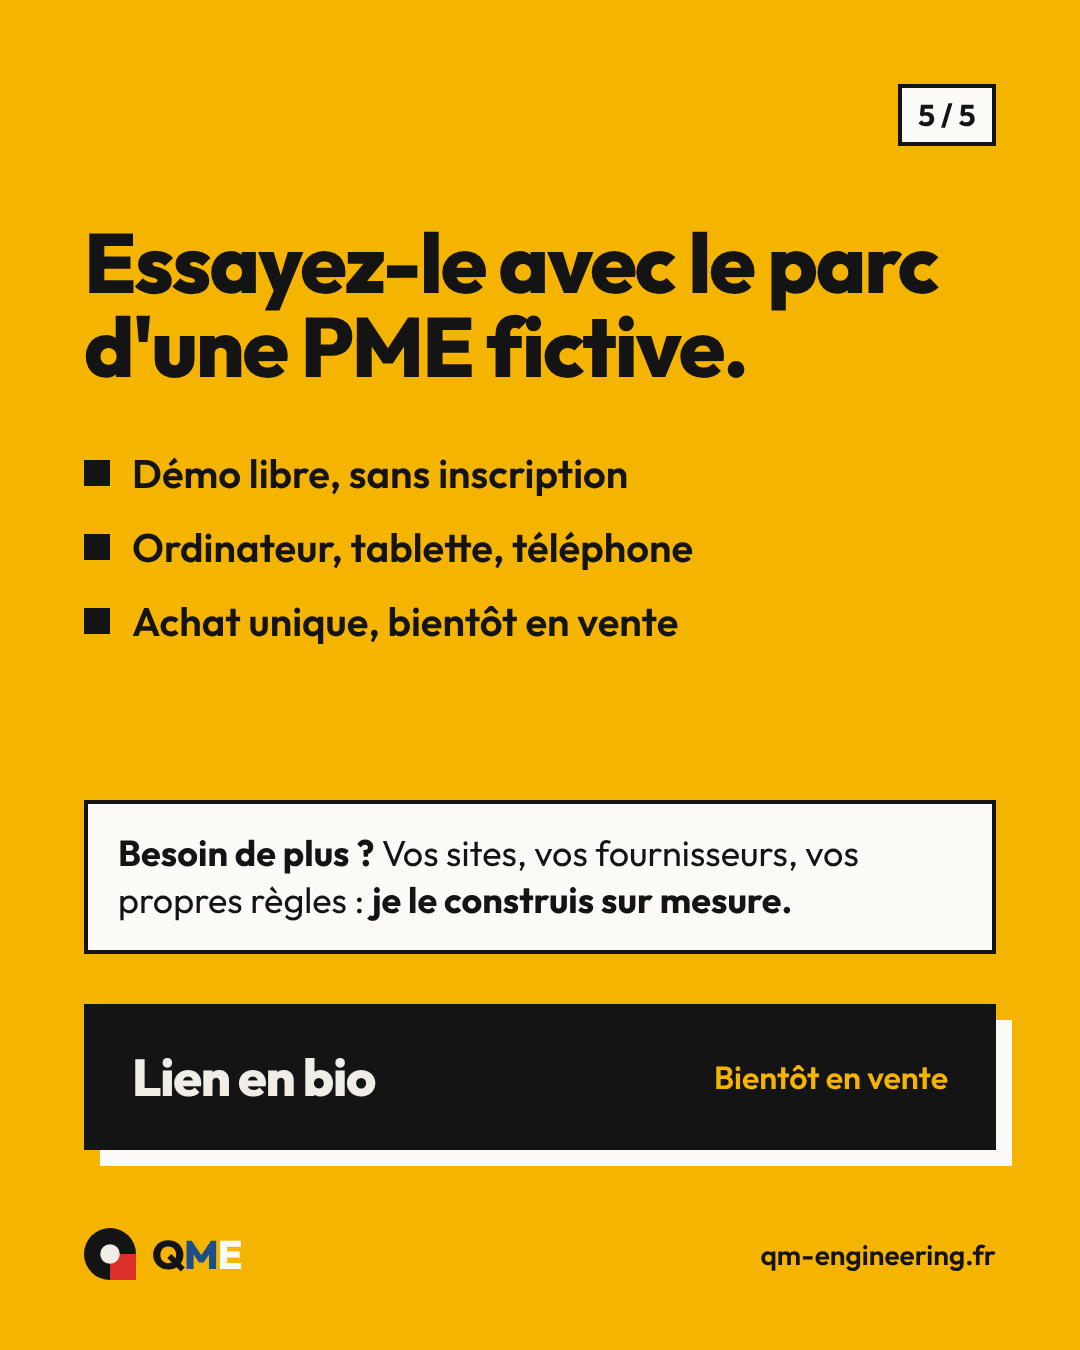 5 / 5
Essayez-le avec le parc
d'une PME fictive.
Démo libre, sans inscription
Ordinateur, tablette, téléphone
Achat unique, bientôt en vente
Besoin de plus ? Vos sites, vos fournisseurs, vos
propres règles : je le construis sur mesure.
Lien en bio
Bientôt en vente
QME
qm-engineering.fr